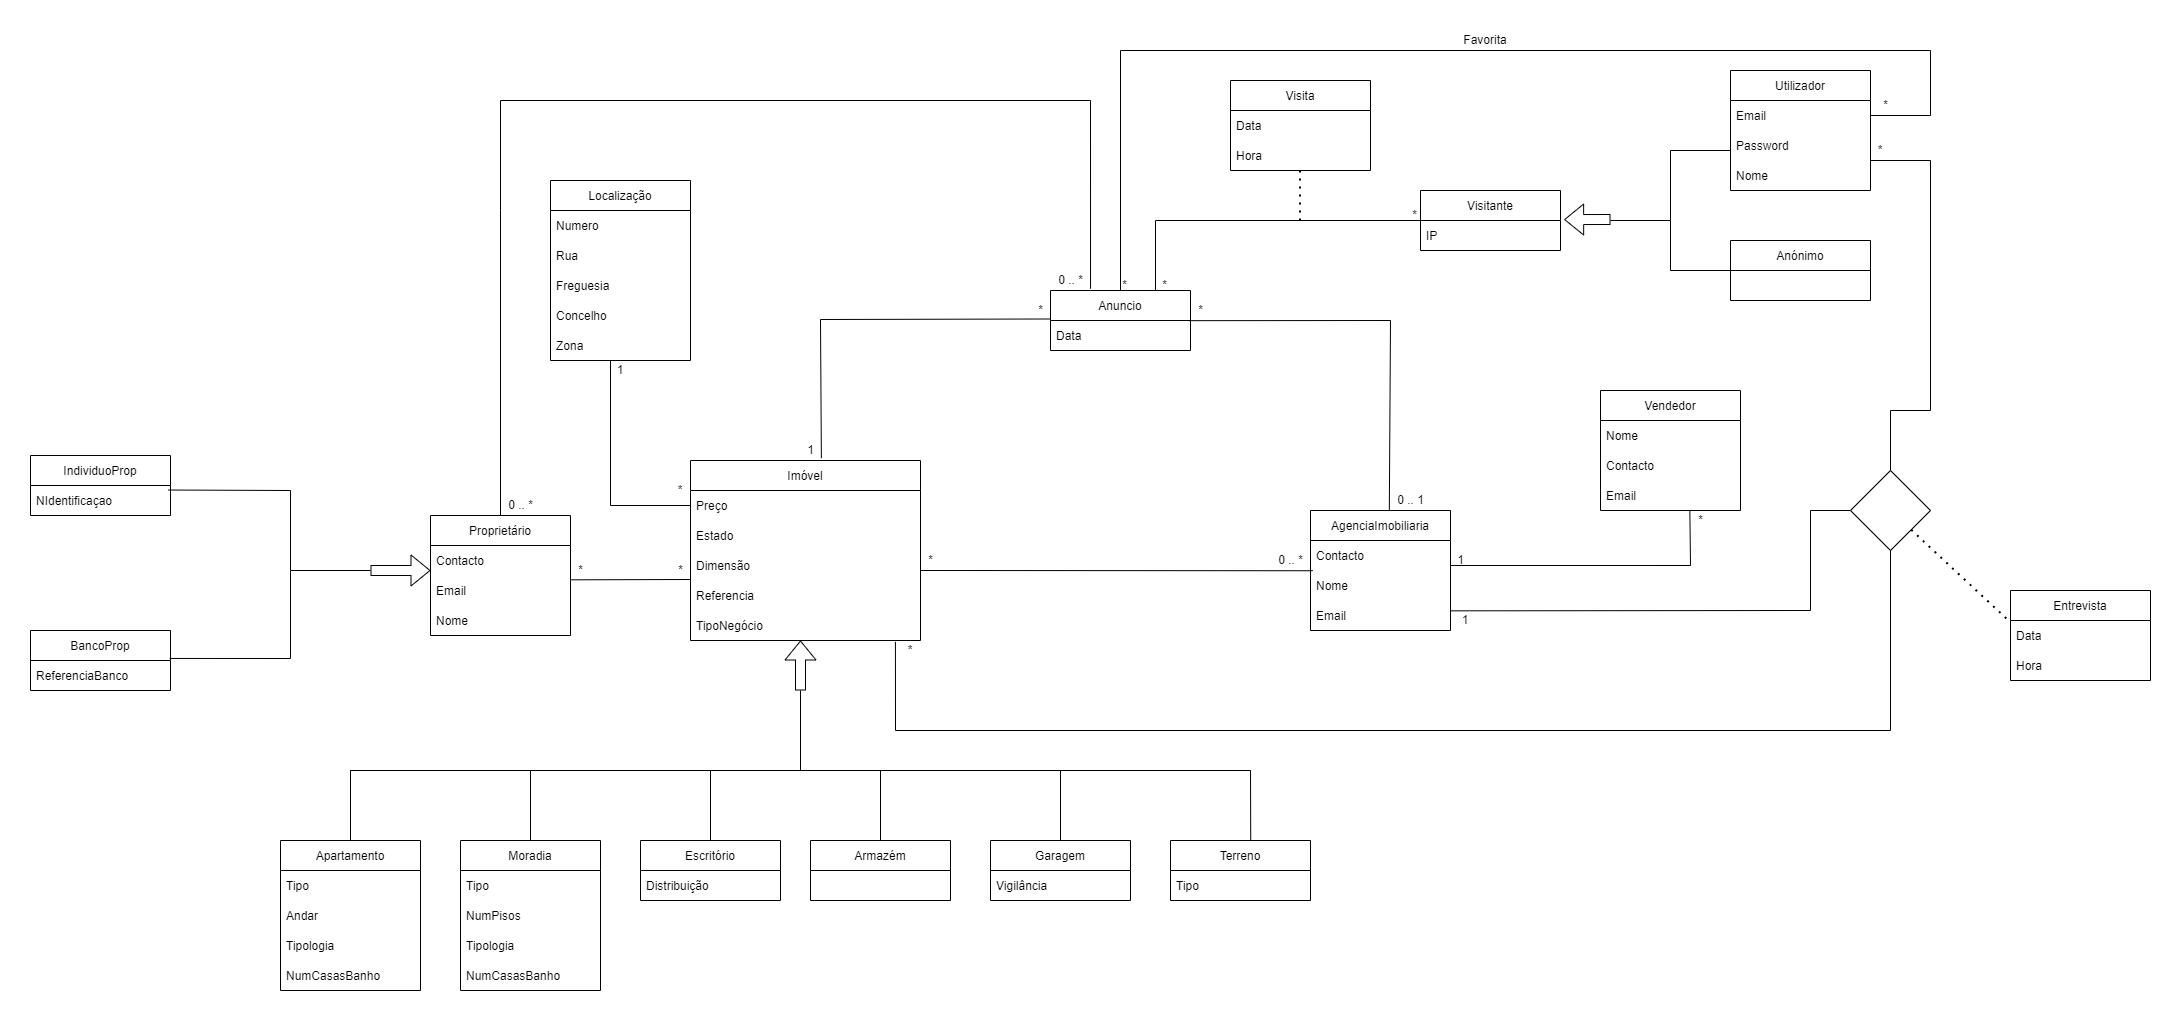 Favorita
Utilizador
Email
Password
Nome
*
*
Visita
Data
Hora
Visitante
IP
*
Anónimo
Localização
Numero
Rua
Freguesia
Concelho
Zona
1
0 .. *
*
*
*
*
Anuncio
Data
Vendedor
Nome
Contacto
Email
*
1
Imóvel
Preço
Estado
Dimensão
Referencia
TipoNegócio
*
*
*
*
IndividuoProp
NIdentificaçao
BancoProp
ReferenciaBanco
0 .. *
Proprietário
Contacto
Email
Nome
*
0 .. 1
0 .. *
AgenciaImobiliaria
Contacto
Nome
Email
1
1
Entrevista
Data
Hora
Apartamento
Tipo
Andar
Tipologia
NumCasasBanho
Moradia
Tipo
NumPisos
Tipologia
NumCasasBanho
Escritório
Distribuição
Armazém
Garagem
Vigilância
Terreno
Tipo